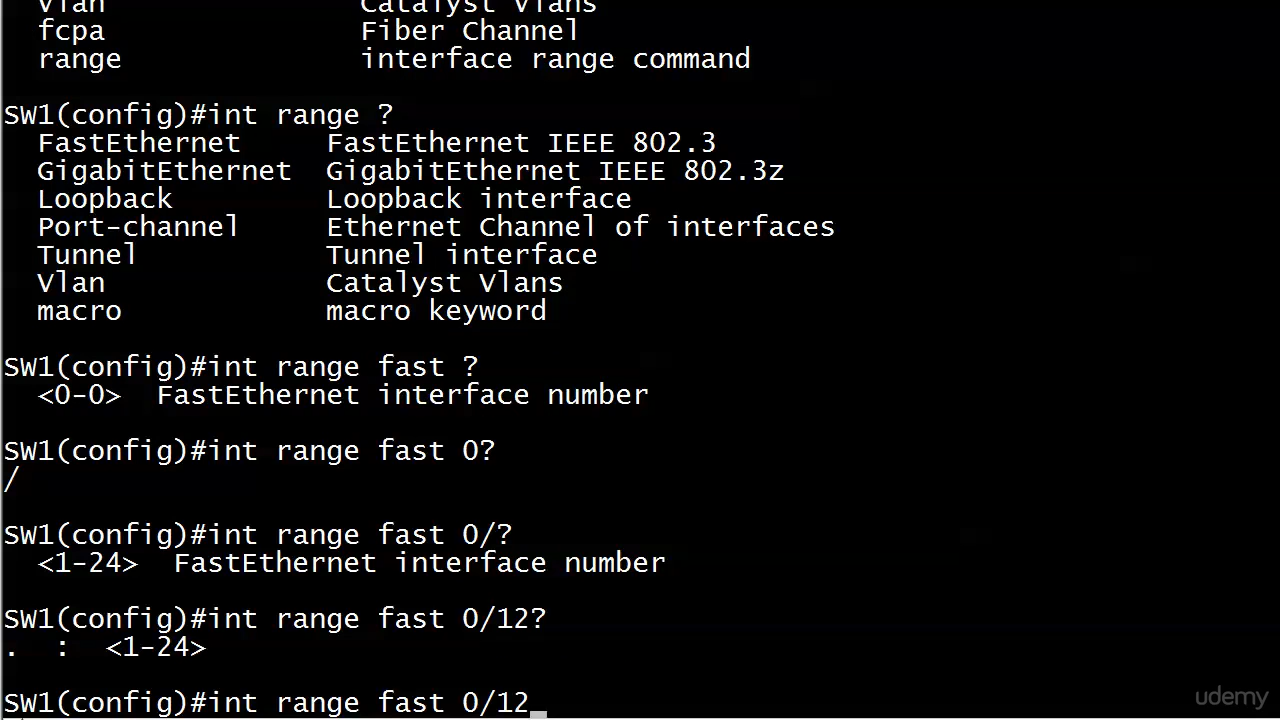 Vlan Catalyst Vlans
fcpa Fiber Channel
range interface range command
SW1(config)#int range ?
FastEthernet FastEthernet IEEE 802.3
GigabitEthernet GigabitEthernet IEEE 802.3z
Loopback Loopback interface
Port-channel Ethernet Channel of interfaces
Tunnel Tunnel interface
Vlan Catalyst Vlans
macro macro keyword
SW1(config)#int range fast ?
<0-0> FastEthernet interface number
SW1(config)#int range fast 0?
/
SW1(config)#int range fast 0/?
<1-24> FastEthernet interface number
SW1(config)#int range fast 0/12?
. : <1-24>
SW1(config)#int range fast 0/12_
udemy